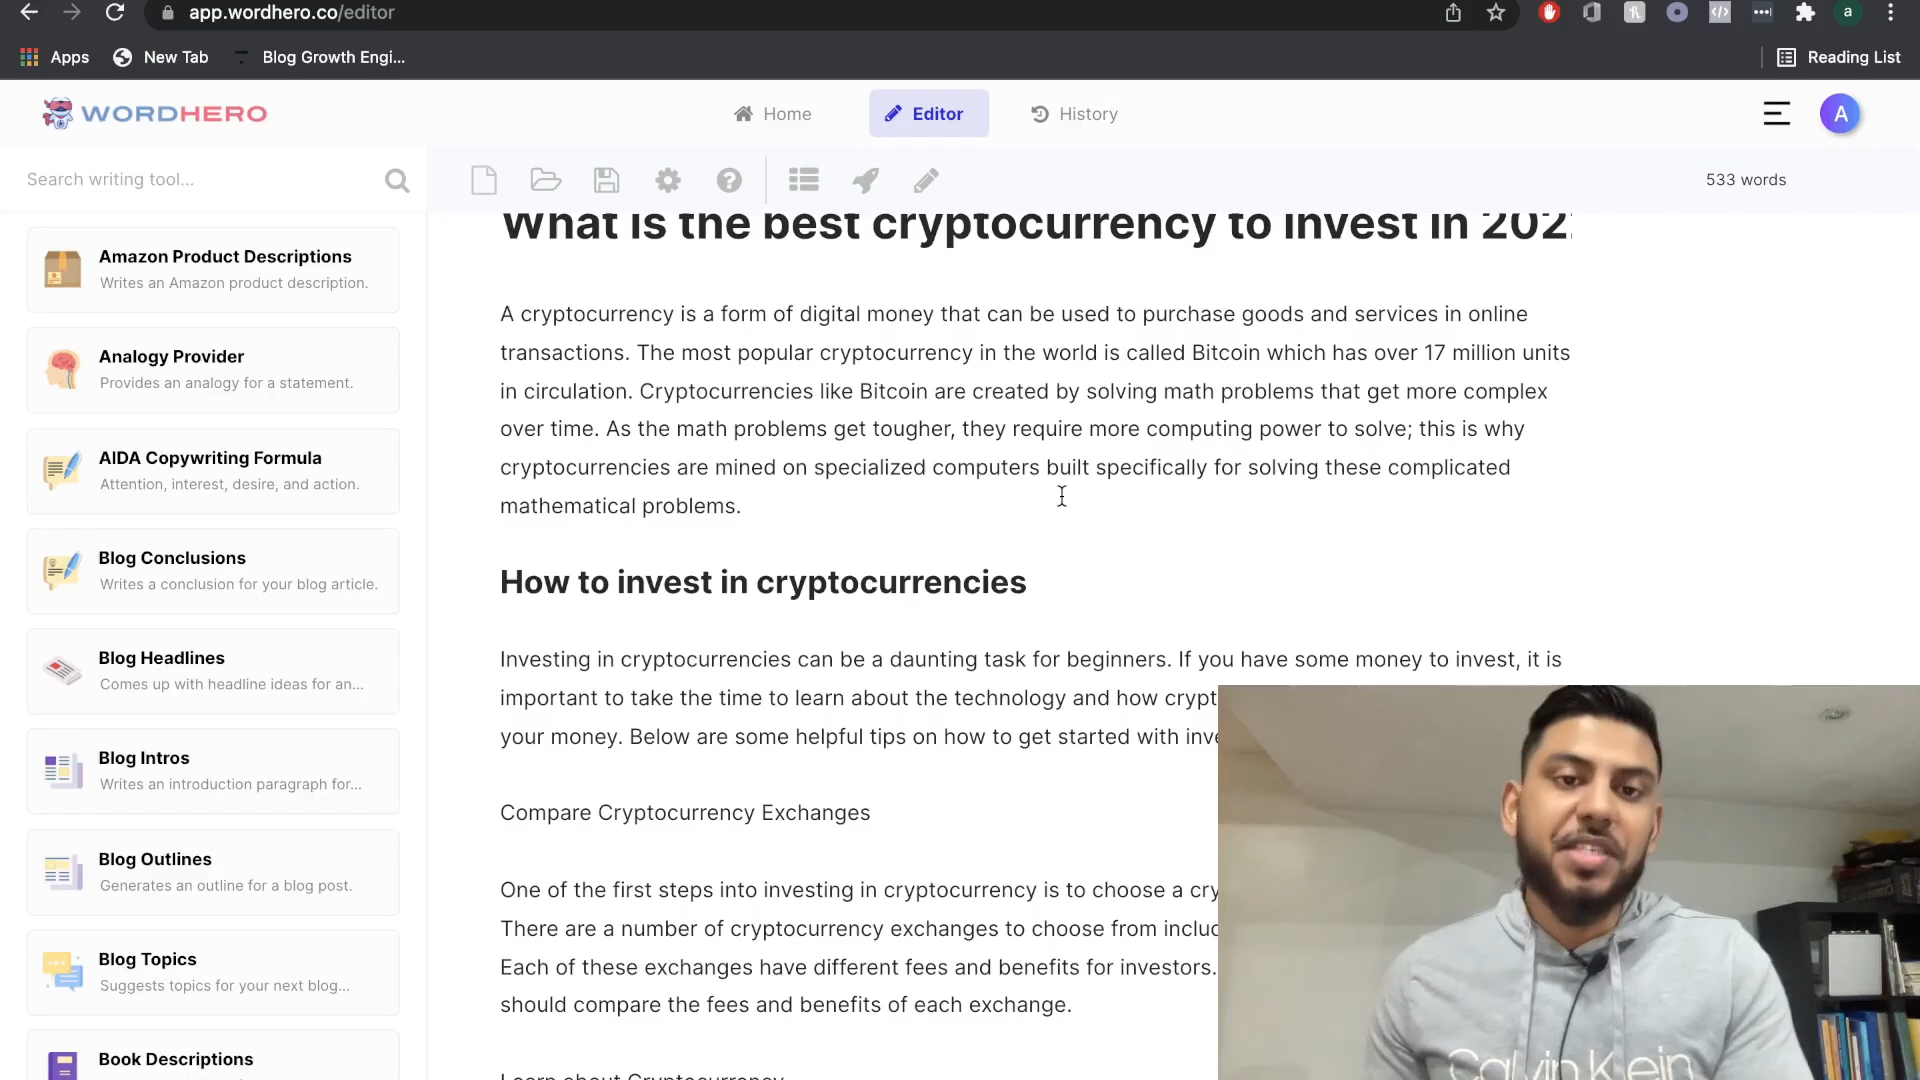 app.wordhero.co/editor
a
Apps
New Tab
Blog Growth Engi...
Reading List
WORDHERO
Home
Editor
History
A
Search writing tool...
533 words
Amazon Product Descriptions
Writes an Amazon product description.
Analogy Provider
Provides an analogy for a statement.
AIDA Copywriting Formula
Attention, interest, desire, and action.
Blog Conclusions
Writes a conclusion for your blog article.
Blog Headlines
Comes up with headline ideas for an...
Blog Intros
Writes an introduction paragraph for...
Blog Outlines
Generates an outline for a blog post.
Blog Topics
Suggests topics for your next blog...
Book Descriptions
What is the best cryptocurrency to invest in 202
A cryptocurrency is a form of digital money that can be used to purchase goods and services in online
transactions. The most popular cryptocurrency in the world is called Bitcoin which has over 17 million units
in circulation. Cryptocurrencies like Bitcoin are created by solving math problems that get more complex
over time. As the math problems get tougher, they require more computing power to solve; this is why
cryptocurrencies are mined on specialized computers built specifically for solving these complicated
mathematical problems.
How to invest in cryptocurrencies
Investing in cryptocurrencies can be a daunting task for beginners. If you have some money to invest, it is
important to take the time to learn about the technology and how crypt
your money. Below are some helpful tips on how to get started with inve
Compare Cryptocurrency Exchanges
One of the first steps into investing in cryptocurrency is to choose a cry
There are a number of cryptocurrency exchanges to choose from includ
Each of these exchanges have different fees and benefits for investors.
should compare the fees and benefits of each exchange.
Learn about Cryptocurrency
Calvin Klein